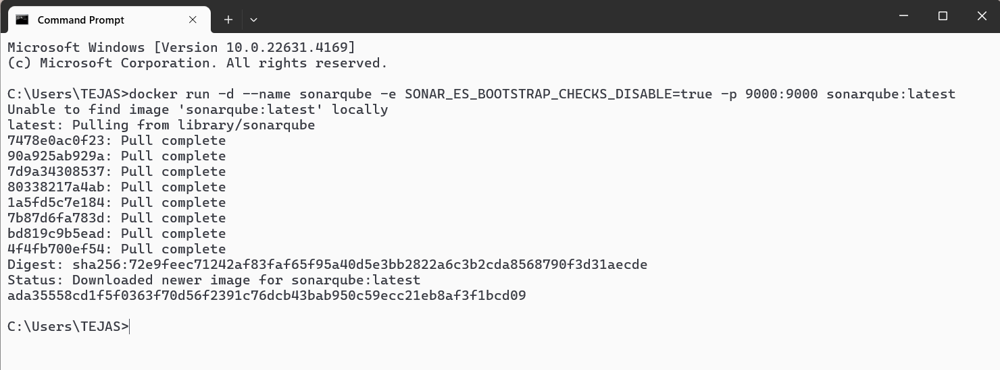 Command Prompt
Microsoft Windows [Version 10.0.22631.4169]
(c) Microsoft Corporation. All rights reserved.
C:\Users\TEJAS>docker run -d --name sonarqube -e SONAR_ES_BOOTSTRAP_CHECKS_DISABLE=true -p 9000:9000 sonarqube:latest
Unable to find image 'sonarqube:latest' locally
latest: Pulling from library/sonarqube
7478e0ac0f23: Pull complete
90a925ab929a: Pull complete
7d9a34308537: Pull complete
80338217a4ab: Pull complete
1a5fd5c7e184: Pull complete
7b87d6fa783d: Pull complete
bd819c9b5ead: Pull complete
4f4fb700ef54: Pull complete
Digest: sha256:72e9feec71242af83faf65f95a40d5e3bb2822a6c3b2cda8568790f3d31aecde
Status: Downloaded newer image for sonarqube:latest
ada35558cd1f5f0363f70d56f2391c76dcb43bab950c59ecc21eb8af3f1bcd09
C:\Users\TEJAS>